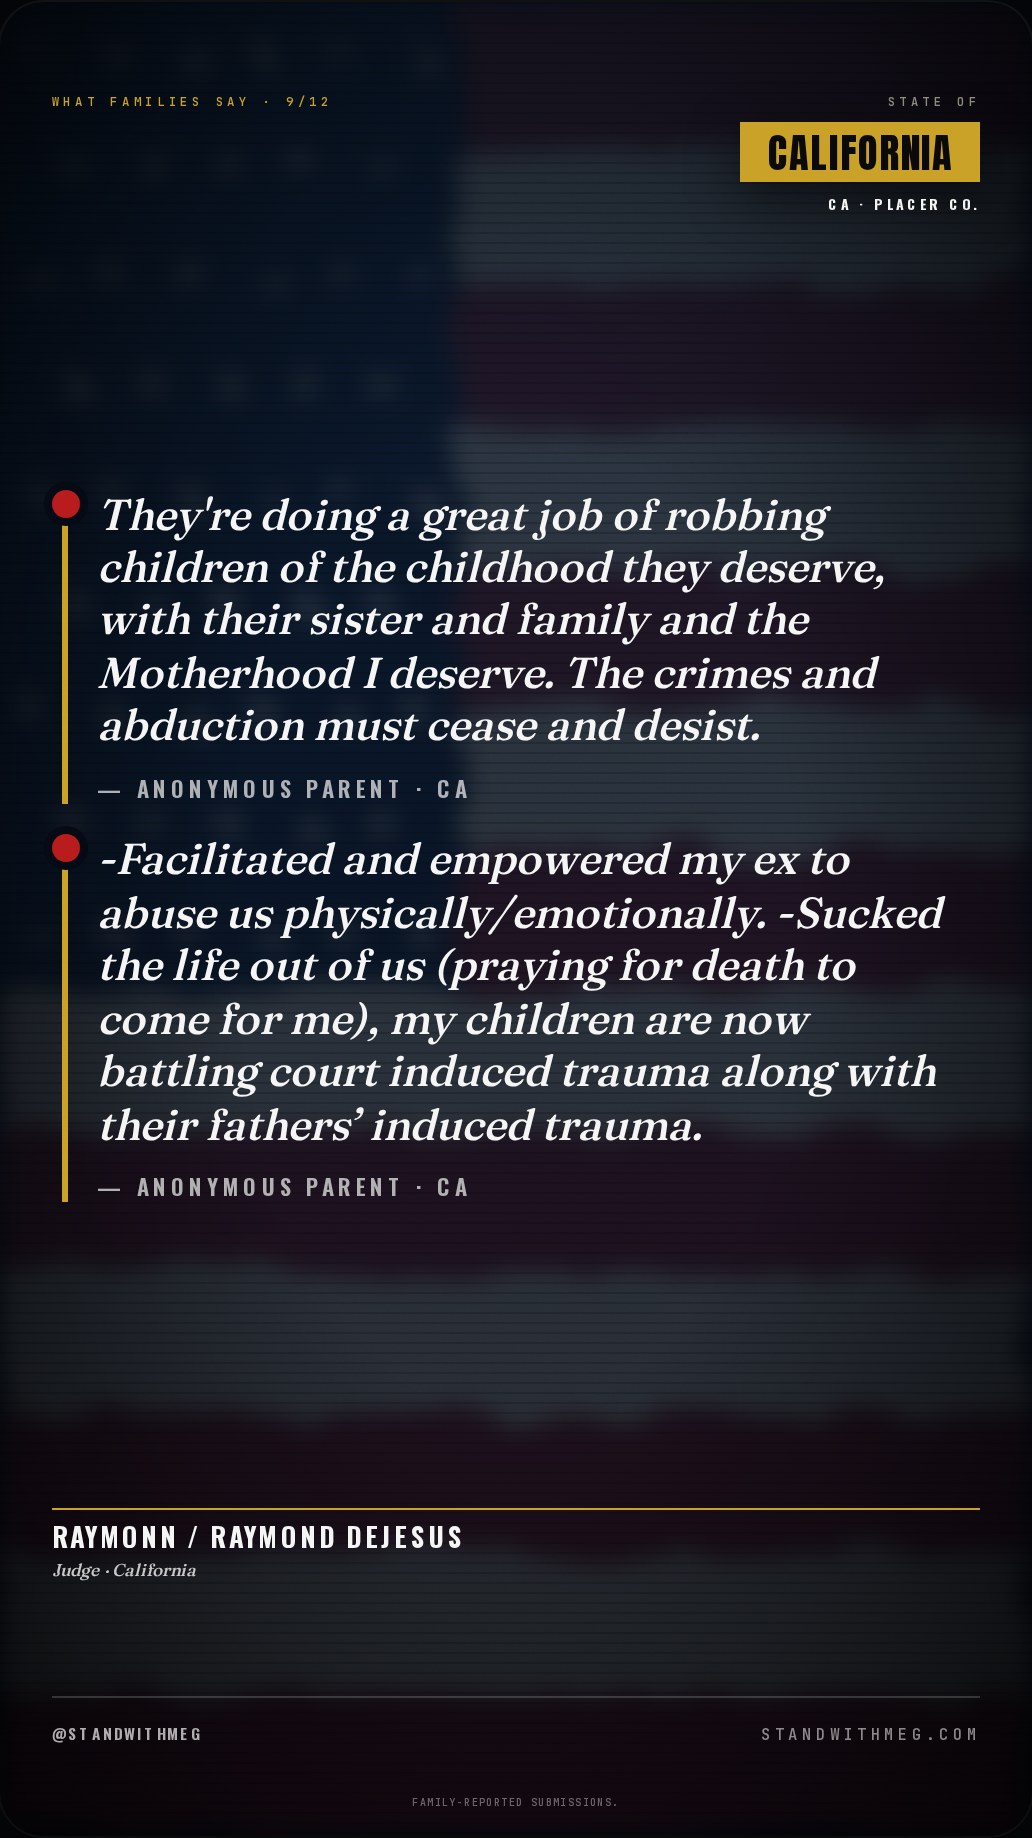 WHAT FAMILIES SAY · 9/12
STATE OF
CALIFORNIA
CA · PLACER CO.
They're doing a great job of robbing
children of the childhood they deserve,
with their sister and family and the
Motherhood I deserve. The crimes and
abduction must cease and desist.
— ANONYMOUS PARENT · CA
-Facilitated and empowered my ex to
abuse us physically/emotionally. -Sucked
the life out of us (praying for death to
come for me), my children are now
battling court induced trauma along with
their fathers’ induced trauma.
— ANONYMOUS PARENT · CA
RAYMONN / RAYMOND DEJESUS
Judge · California
@STANDWITHMEG
STANDWITHMEG.COM
FAMILY-REPORTED SUBMISSIONS.